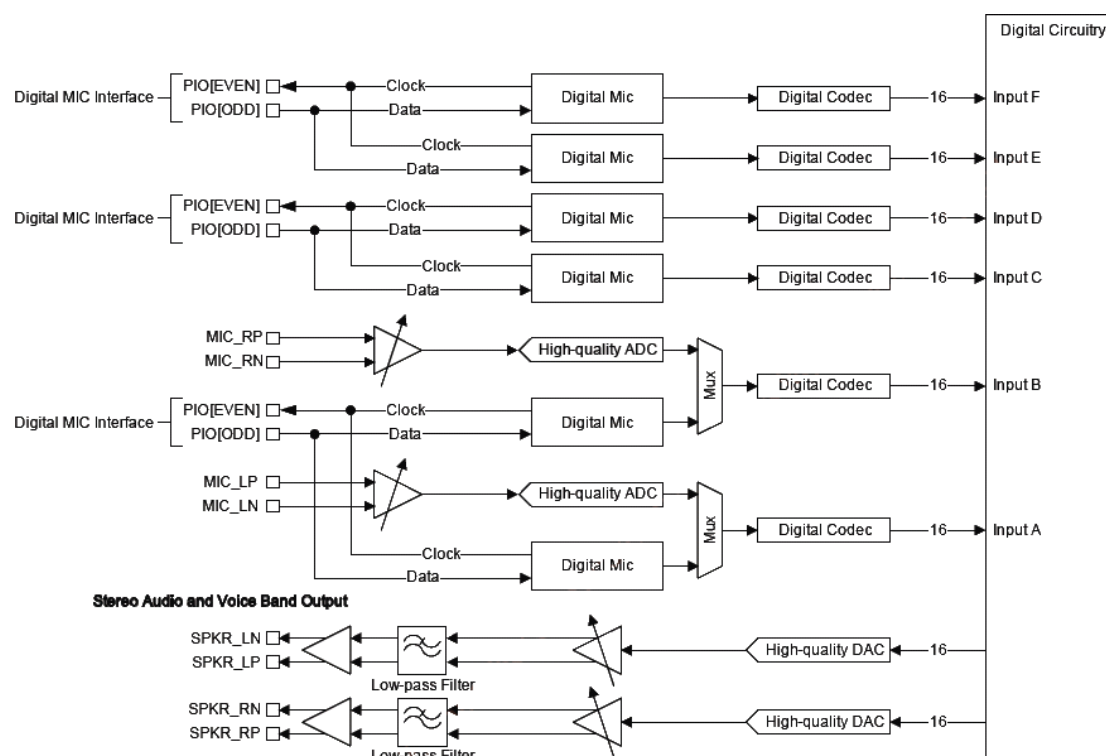 Digital Circuitry
Digital MIC Interface
PIO[EVEN]
PIO[ODD]
Clock
Data
Digital Mic
Digital Codec
16
Input F
Clock
Data
Digital Mic
Digital Codec
16
Input E
Digital MIC Interface
PIO[EVEN]
PIO[ODD]
Clock
Data
Digital Mic
Digital Codec
16
Input D
Clock
Data
Digital Mic
Digital Codec
16
Input C
MIC_RP
MIC_RN
High-quality ADC
Mux
Digital Codec
16
Input B
Digital MIC Interface
PIO[EVEN]
PIO[ODD]
Clock
Data
Digital Mic
MIC_LP
MIC_LN
High-quality ADC
Mux
Digital Codec
16
Input A
Clock
Data
Digital Mic
Stereo Audio and Voice Band Output
SPKR_LN
SPKR_LP
Low-pass Filter
High-quality DAC
16
SPKR_RN
SPKR_RP
Low-pass Filter
High-quality DAC
16